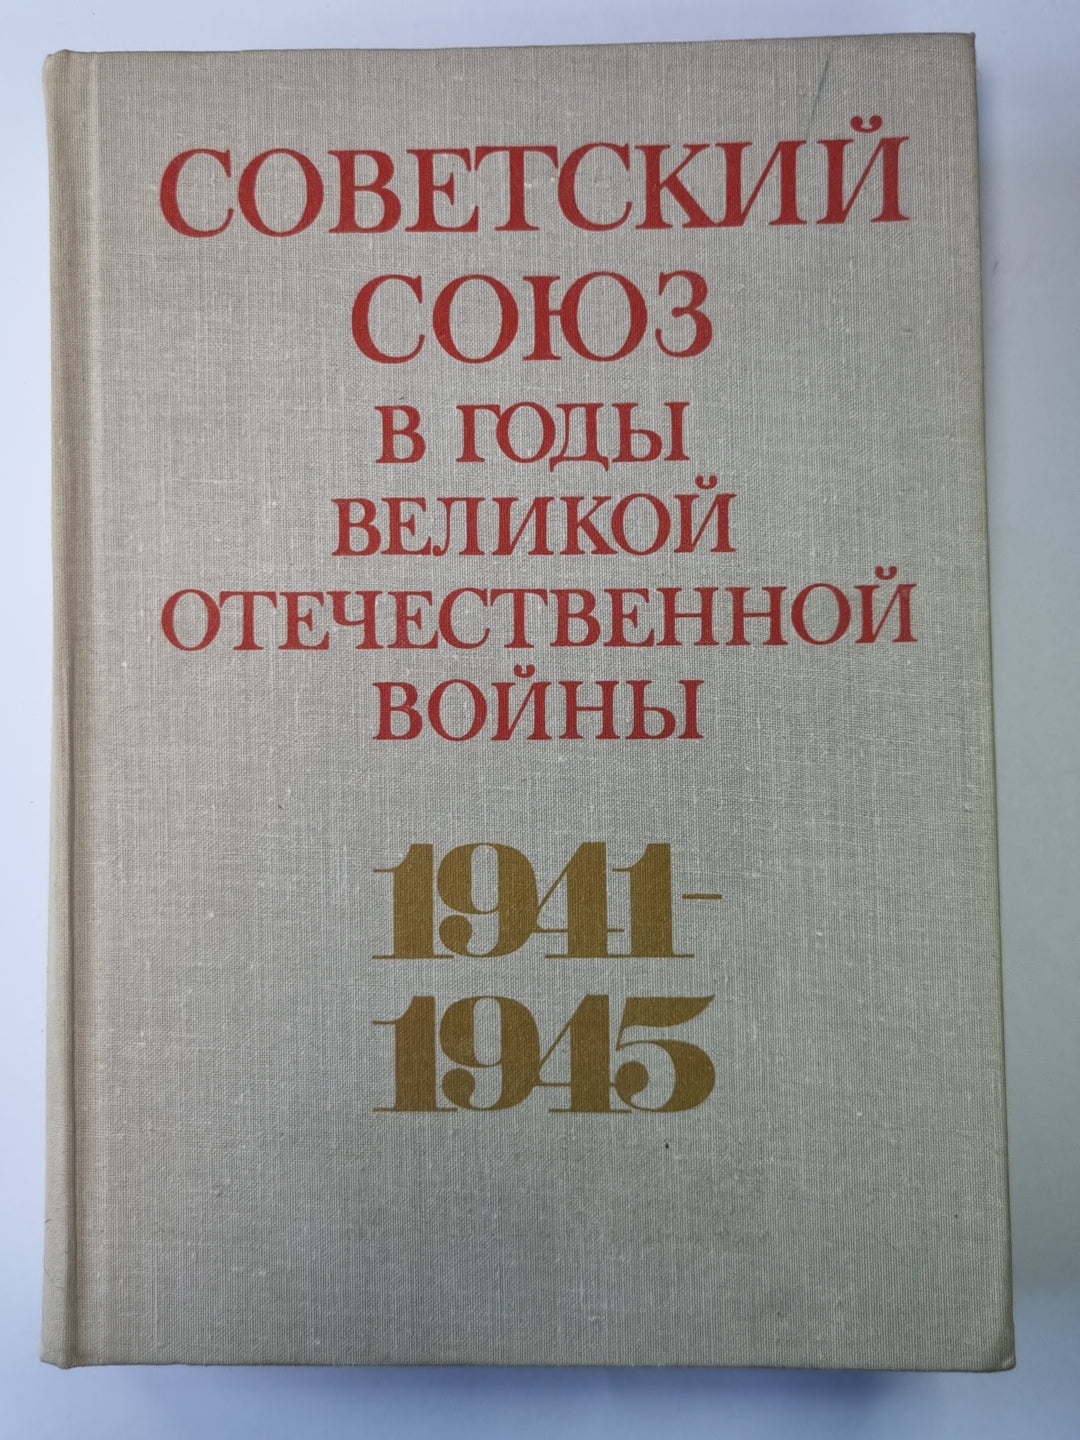 СОВЕТСКИЙ
СОЮЗ
В ГОДЫ
ВЕЛИКОЙ
ОТЕЧЕСТВЕННОЙ
ВОЙНЫ
1941-
1945